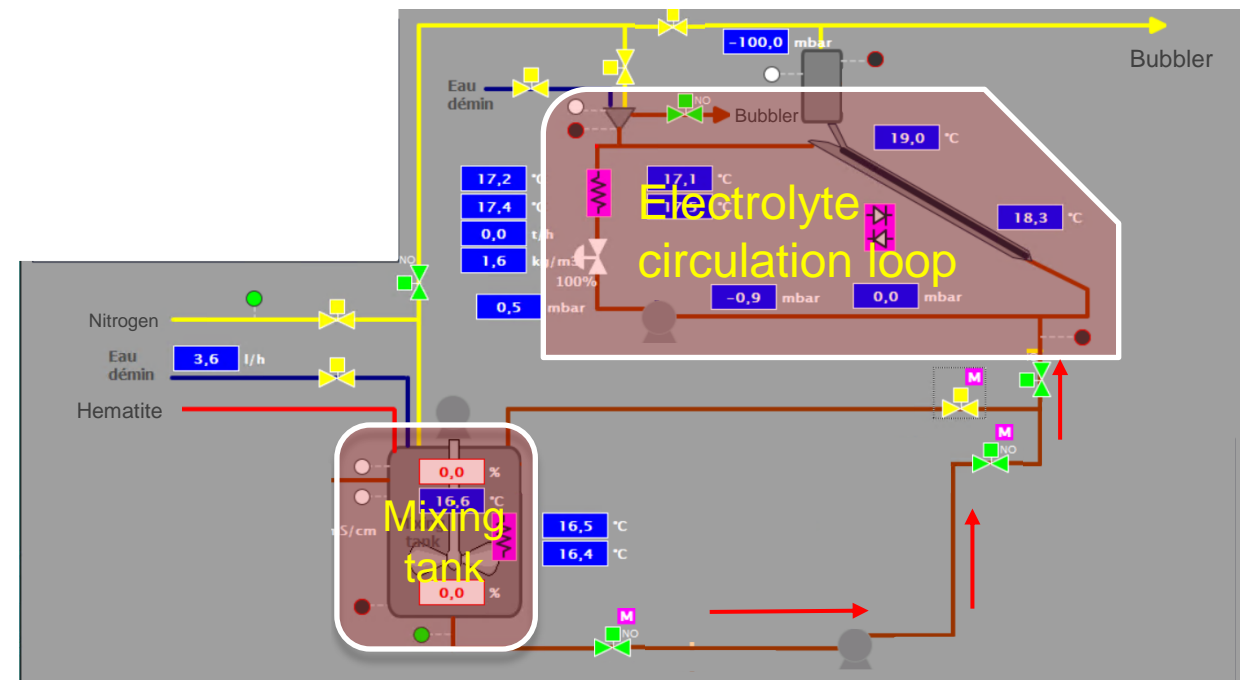 -100,0 mbar
Bubbler
Eau
démin
NO
Bubbler
19,0 °C
17,2 °C
17,1 °C
17,4 °C
Electrolyte
circulation loop
18,3 °C
0,0 t/h
1,6 kg/m3
100%
NO
0,5 mbar
-0,9 mbar
0,0 mbar
Nitrogen
Eau
démin
3,6 l/h
Hematite
M
M
NO
0,0 %
16,6 °C
Mixing
tank
tank
16,5 °C
16,4 °C
0,0 %
M
NO